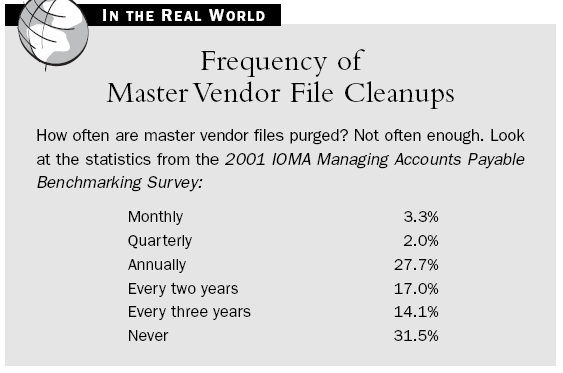 IN THE REAL WORLD
Frequency of
Master Vendor File Cleanups
How often are master vendor files purged? Not often enough. Look
at the statistics from the 2001 IOMA Managing Accounts Payable
Benchmarking Survey:
Monthly 3.3%
Quarterly 2.0%
Annually 27.7%
Every two years 17.0%
Every three years 14.1%
Never 31.5%